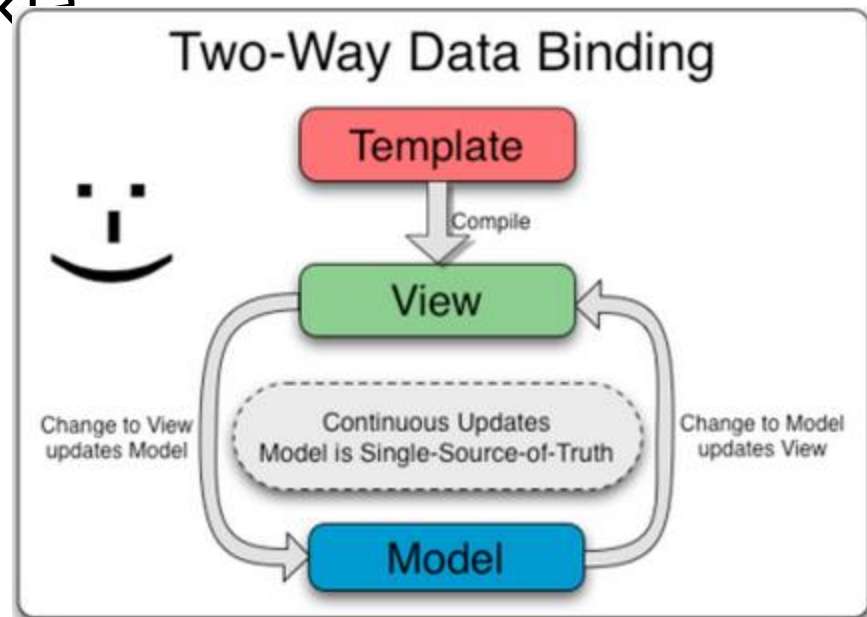 Two-Way Data Binding
Template
Compile
View
Change to View
updates Model
Continuous Updates
Model is Single-Source-of-Truth
Change to Model
updates View
Model